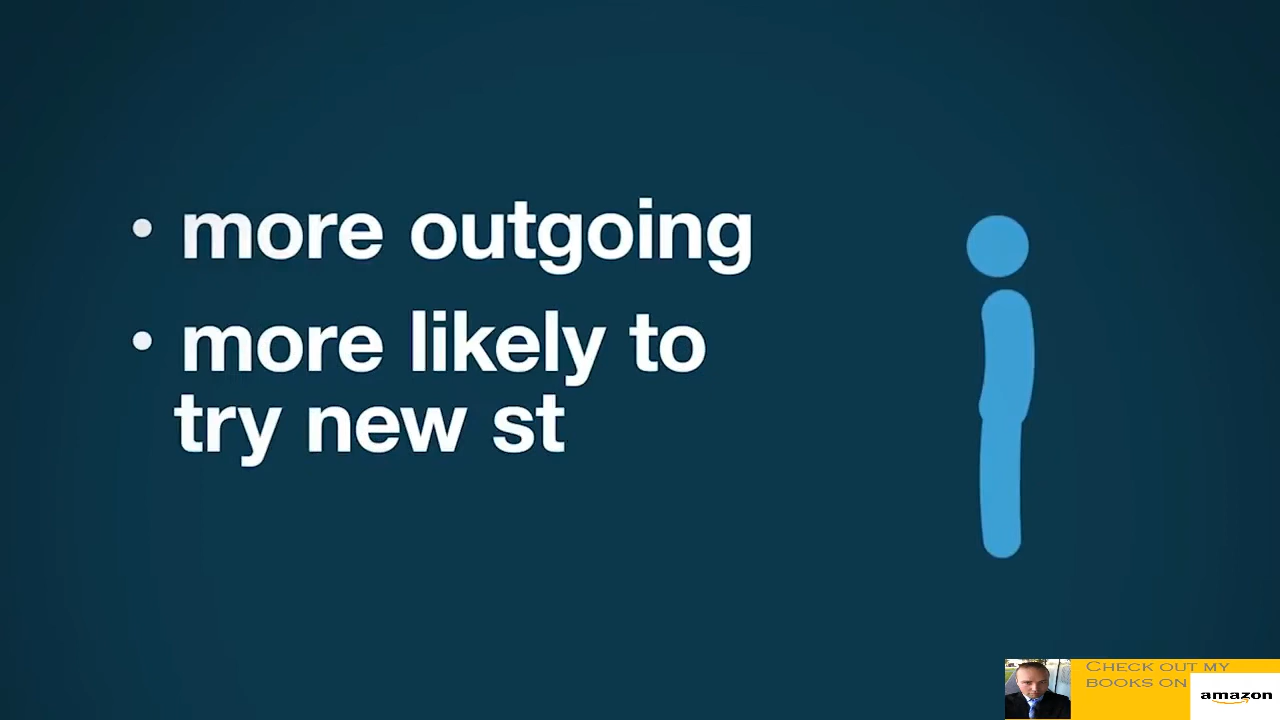 • more outgoing
• more likely to
try new st
CHECK OUT MY
BOOKS ON
amazon